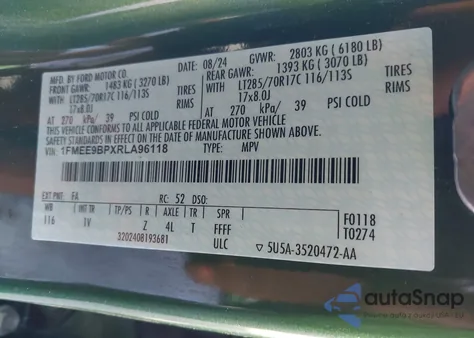 MFD. BY FORD MOTOR CO.
08/24 GVWR: 2803 KG ( 6180 LB)
FRONT GAWR: 1483 KG ( 3270 LB) REAR GAWR: 1393 KG ( 3070 LB)
WITH LT285/70R17C 116/113S TIRES WITH LT285/70R17C 116/113S TIRES
17x8.0J RIMS 17x8.0J RIMS
AT 270 kPa/ 39 PSI COLD AT 270 kPa/ 39 PSI COLD
THIS VEHICLE CONFORMS TO ALL APPLICABLE FEDERAL MOTOR VEHICLE
SAFETY AND THEFT PREVENTION STANDARDS IN EFFECT ON THE DATE OF MANUFACTURE SHOWN ABOVE.
VIN: 1FMEE9BPXRLA96118 TYPE: MPV
EXT PNT: FA RC: 52 DSO:
WB INT TR TP/PS R AXLE TR SPR
116 1V Z 4L T FFFF
F0118
T0274
3202408193681 ULC 5U5A-3520472-AA
autoSnap